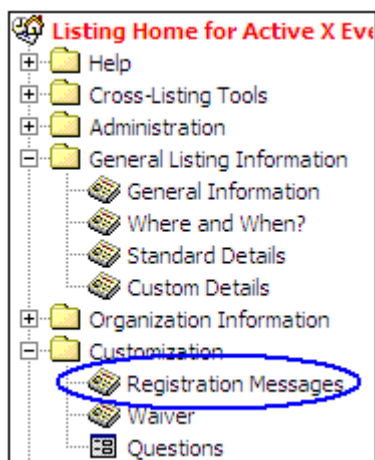 Listing Home for Active X Eve
Help
Cross-Listing Tools
Administration
General Listing Information
General Information
Where and When?
Standard Details
Custom Details
Organization Information
Customization
Registration Messages
Waiver
Questions